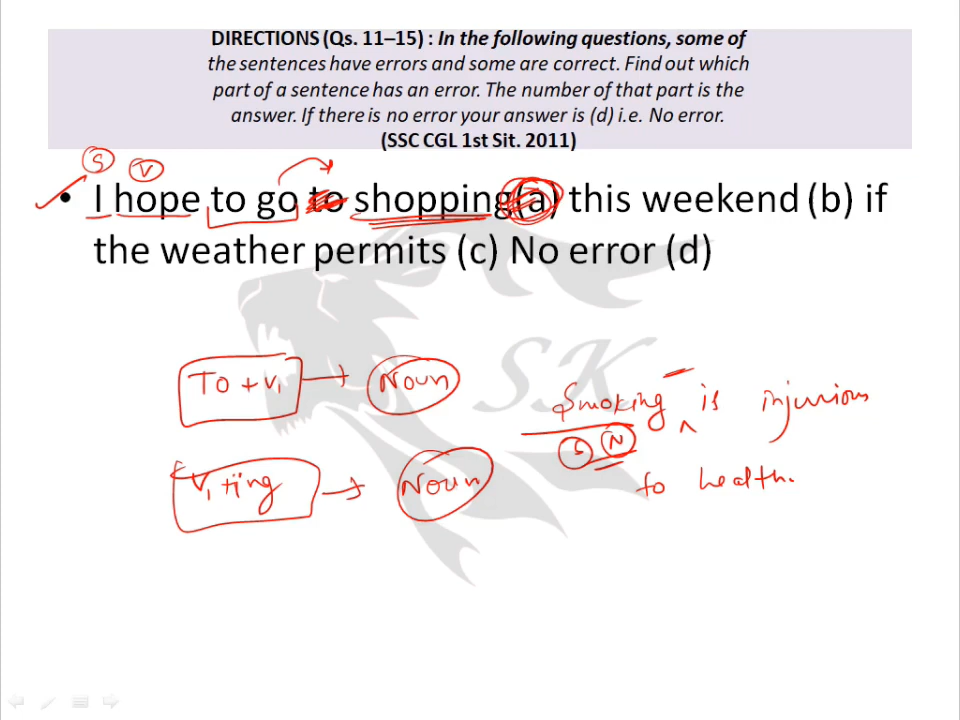 DIRECTIONS (Qs. 11–15) : In the following questions, some of
the sentences have errors and some are correct. Find out which
part of a sentence has an error. The number of that part is the
answer. If there is no error your answer is (d) i.e. No error.
(SSC CGL 1st Sit. 2011)
S V
• I hope to go to shopping(a) this weekend (b) if
the weather permits (c) No error (d)
To + V1 → Noun
Smoking is injurious
S N
V1 + ing → Noun
to health.
SK